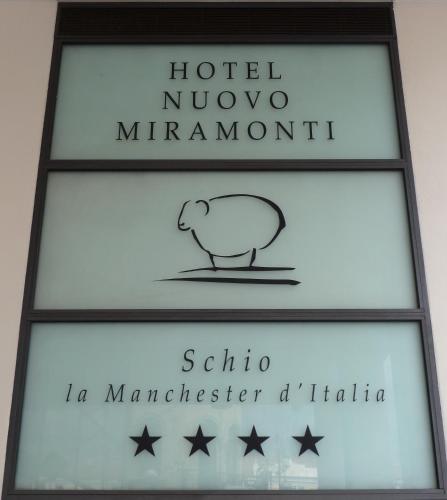 HOTEL
NUOVO
MIRAMONTI
Schio
la Manchester d'Italia
★ ★ ★ ★